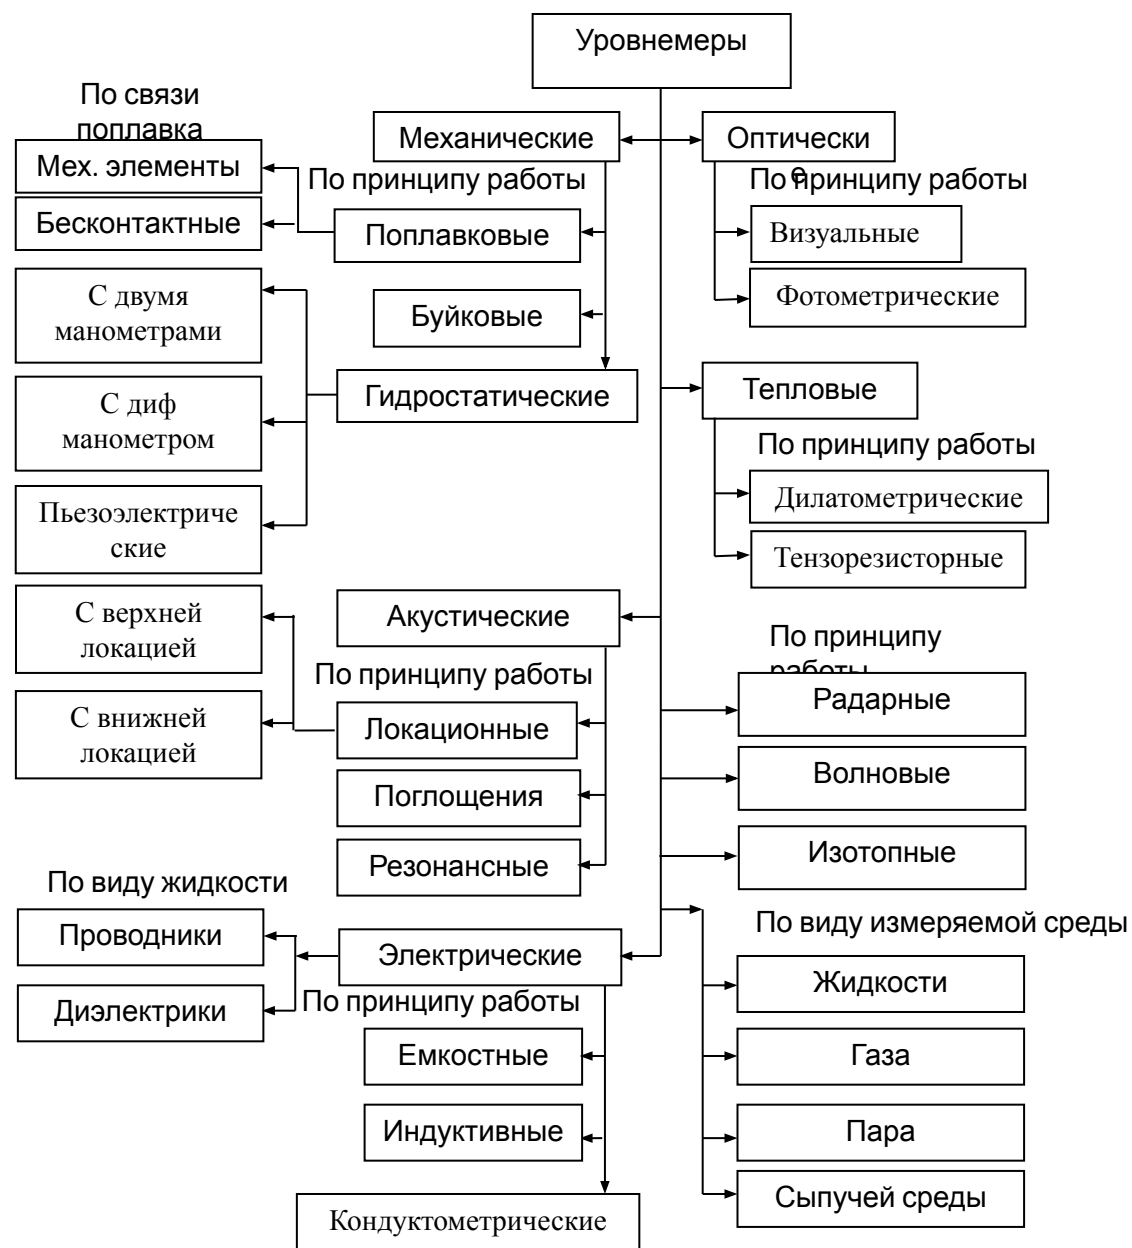 Уровнемеры
По связи
поплавка
Механические
Оптически
е
Мех. элементы
По принципу работы
По принципу работы
Бесконтактные
Поплавковые
Визуальные
С двумя
манометрами
Буйковые
Фотометрические
Гидростатические
Тепловые
С диф
манометром
По принципу работы
Дилатометрические
Пьезоэлектриче
ские
Тензорезисторные
С верхней
локацией
Акустические
По принципу
работы
По принципу работы
Радарные
С внижней
локацией
Локационные
Волновые
Поглощения
Изотопные
Резонансные
По виду жидкости
По виду измеряемой среды
Проводники
Электрические
Жидкости
Диэлектрики
По принципу работы
Емкостные
Газа
Индуктивные
Пара
Сыпучей среды
Кондуктометрические